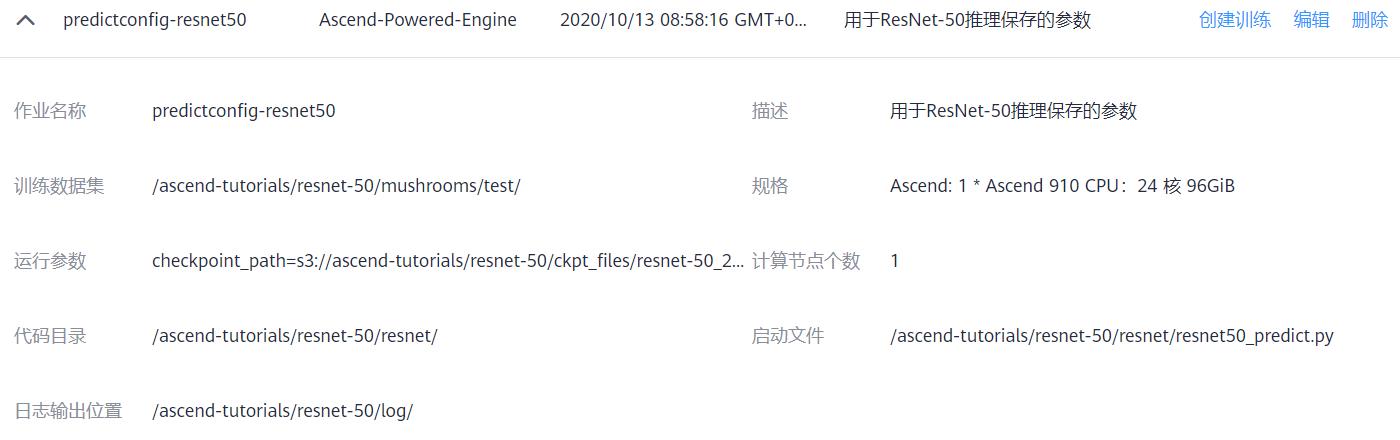 predictconfig-resnet50 Ascend-Powered-Engine 2020/10/13 08:58:16 GMT+0... 用于ResNet-50推理保存的参数 创建训练 编辑 删除
作业名称 predictconfig-resnet50 描述 用于ResNet-50推理保存的参数
训练数据集 /ascend-tutorials/resnet-50/mushrooms/test/ 规格 Ascend: 1 * Ascend 910 CPU：24 核 96GiB
运行参数 checkpoint_path=s3://ascend-tutorials/resnet-50/ckpt_files/resnet-50_2... 计算节点个数 1
代码目录 /ascend-tutorials/resnet-50/resnet/ 启动文件 /ascend-tutorials/resnet-50/resnet/resnet50_predict.py
日志输出位置 /ascend-tutorials/resnet-50/log/